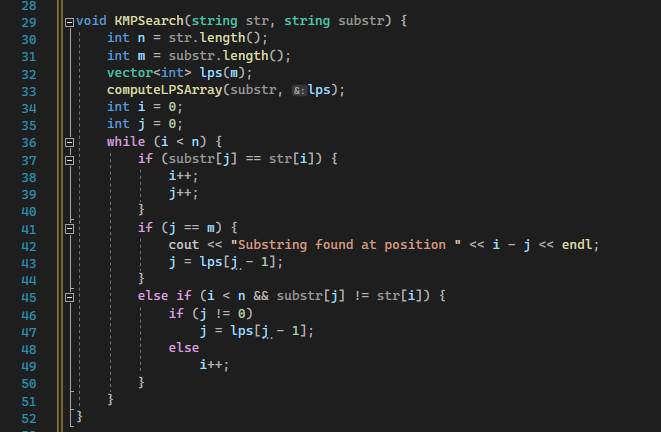 28
29 void KMPSearch(string str, string substr) {
30     int n = str.length();
31     int m = substr.length();
32     vector<int> lps(m);
33     computeLPSArray(substr, &:lps);
34     int i = 0;
35     int j = 0;
36     while (i < n) {
37         if (substr[j] == str[i]) {
38             i++;
39             j++;
40         }
41         if (j == m) {
42             cout << "Substring found at position " << i - j << endl;
43             j = lps[j - 1];
44         }
45         else if (i < n && substr[j] != str[i]) {
46             if (j != 0)
47                 j = lps[j - 1];
48             else
49                 i++;
50         }
51     }
52 }